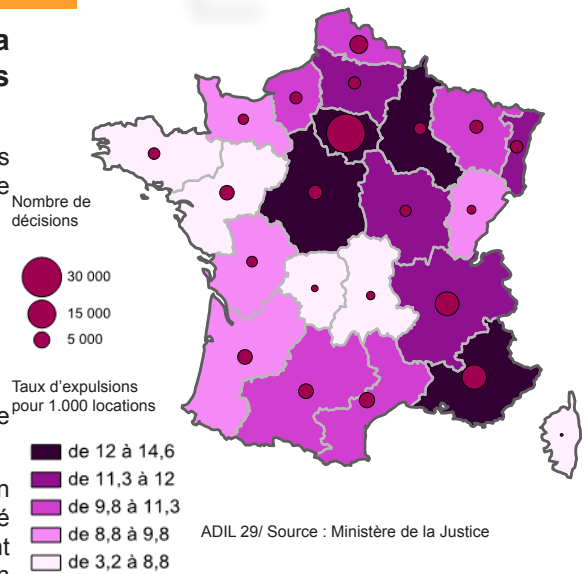 a
s
s
e
Nombre de
décisions
30 000
15 000
5 000
Taux d'expulsions
pour 1.000 locations
e
de 12 à 14,6
de 11,3 à 12
n
de 9,8 à 11,3
é
de 8,8 à 9,8
nt
de 3,2 à 8,8
ADIL 29/ Source : Ministère de la Justice